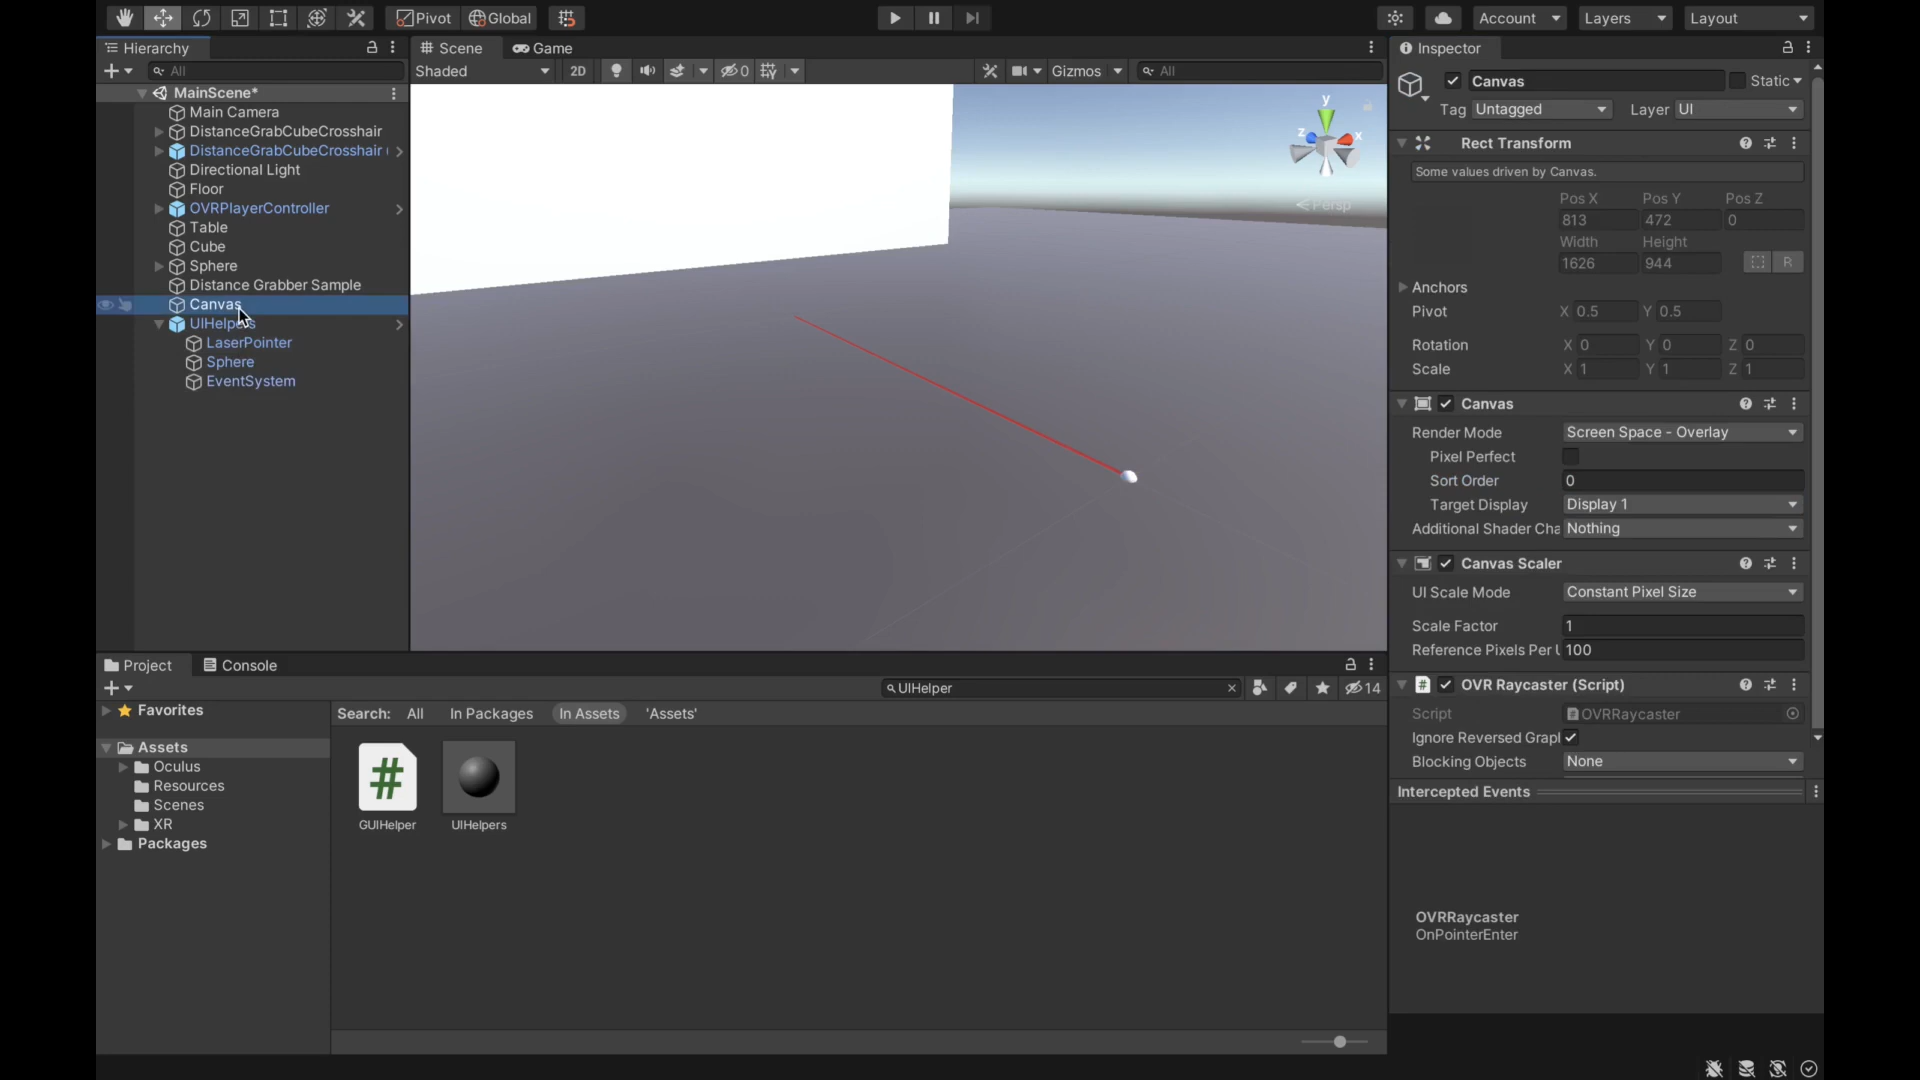 Pivot Global Account Layers Layout
Hierarchy
All
MainScene*
Main Camera
DistanceGrabCubeCrosshair
DistanceGrabCubeCrosshair (
Directional Light
Floor
OVRPlayerController
Table
Cube
Sphere
Distance Grabber Sample
Canvas
UIHelpers
LaserPointer
Sphere
EventSystem
Scene Game
Shaded 2D 0 Gizmos All
y
z x
Persp
Inspector
Canvas Static
Tag Untagged Layer UI
Rect Transform
Some values driven by Canvas.
Pos X Pos Y Pos Z
813 472 0
Width Height
1626 944 R
Anchors
Pivot X 0.5 Y 0.5
Rotation X 0 Y 0 Z 0
Scale X 1 Y 1 Z 1
Canvas
Render Mode Screen Space - Overlay
Pixel Perfect
Sort Order 0
Target Display Display 1
Additional Shader Cha Nothing
Canvas Scaler
UI Scale Mode Constant Pixel Size
Scale Factor 1
Reference Pixels Per U 100
# OVR Raycaster (Script)
Script OVRRaycaster
Ignore Reversed Grapl
Blocking Objects None
Intercepted Events
OVRRaycaster
OnPointerEnter
Project Console
UIHelper 14
Favorites
Assets
Oculus
Resources
Scenes
XR
Packages
Search: All In Packages In Assets 'Assets'
#
GUIHelper UIHelpers